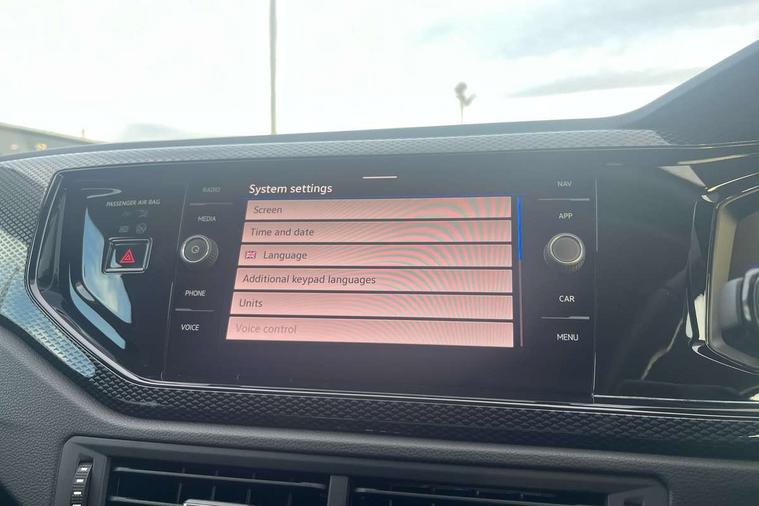 PASSENGER AIR BAG
RADIO
MEDIA
PHONE
VOICE
System settings
Screen
Time and date
Language
Additional keypad languages
Units
Voice control
NAV
APP
CAR
MENU